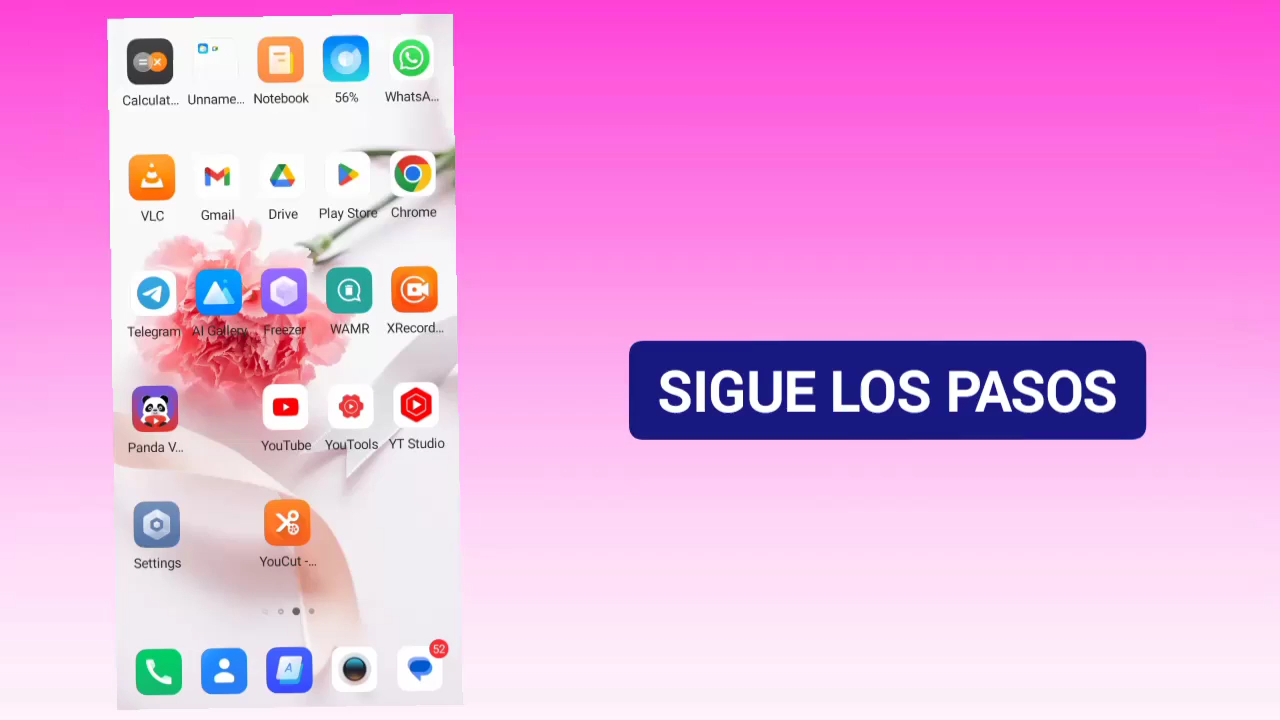 Calculat... Unname... Notebook 56% WhatsA...
VLC Gmail Drive Play Store Chrome
Telegram AI Gallery... Freezer WAMR XRecord...
Panda V... YouTube YouTools YT Studio
Settings YouCut -...
52
SIGUE LOS PASOS